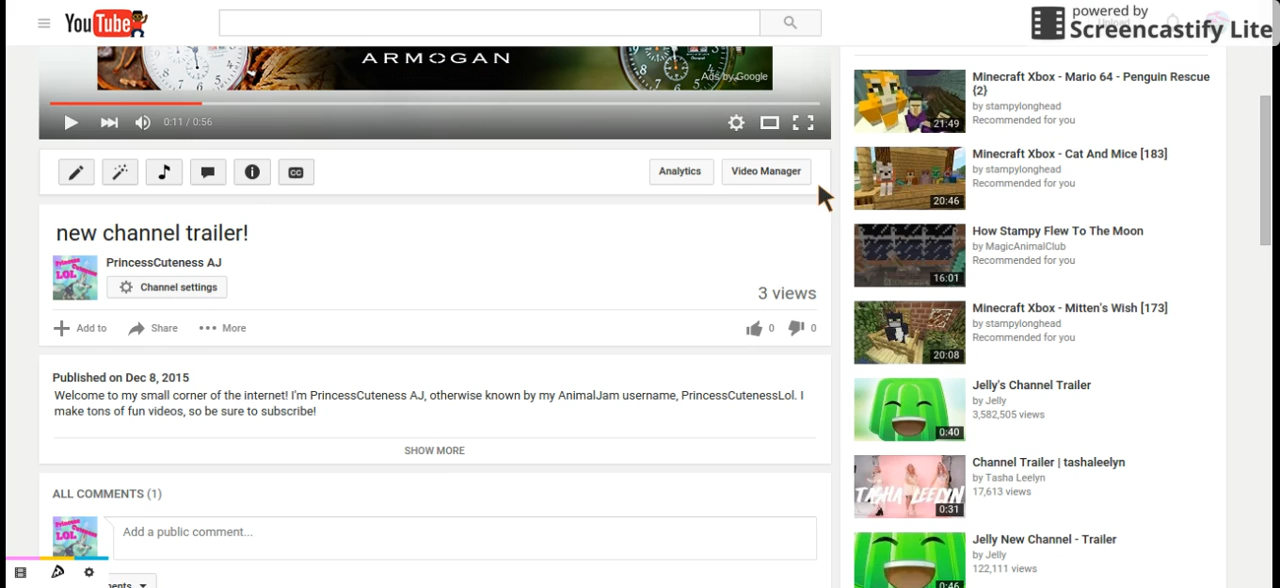 YouTube
powered by
Screencastify Lite
ARMOGAN
Ads by Google
0:11 / 0:56
CC
Analytics
Video Manager
new channel trailer!
PrincessCuteness AJ
Channel settings
3 views
Add to
Share
More
0
0
Published on Dec 8, 2015
Welcome to my small corner of the internet! I'm PrincessCuteness AJ, otherwise known by my AnimalJam username, PrincessCutenessLol. I
make tons of fun videos, so be sure to subscribe!
SHOW MORE
ALL COMMENTS (1)
Add a public comment...
21:49
Minecraft Xbox - Mario 64 - Penguin Rescue
{2}
by stampylonghead
Recommended for you
20:46
Minecraft Xbox - Cat And Mice [183]
by stampylonghead
Recommended for you
16:01
How Stampy Flew To The Moon
by MagicAnimalClub
Recommended for you
20:08
Minecraft Xbox - Mitten's Wish [173]
by stampylonghead
Recommended for you
0:40
Jelly's Channel Trailer
by Jelly
3,582,505 views
TASHA LEELYN
0:31
Channel Trailer | tashaleelyn
by Tasha Leelyn
17,613 views
0:46
Jelly New Channel - Trailer
by Jelly
122,111 views